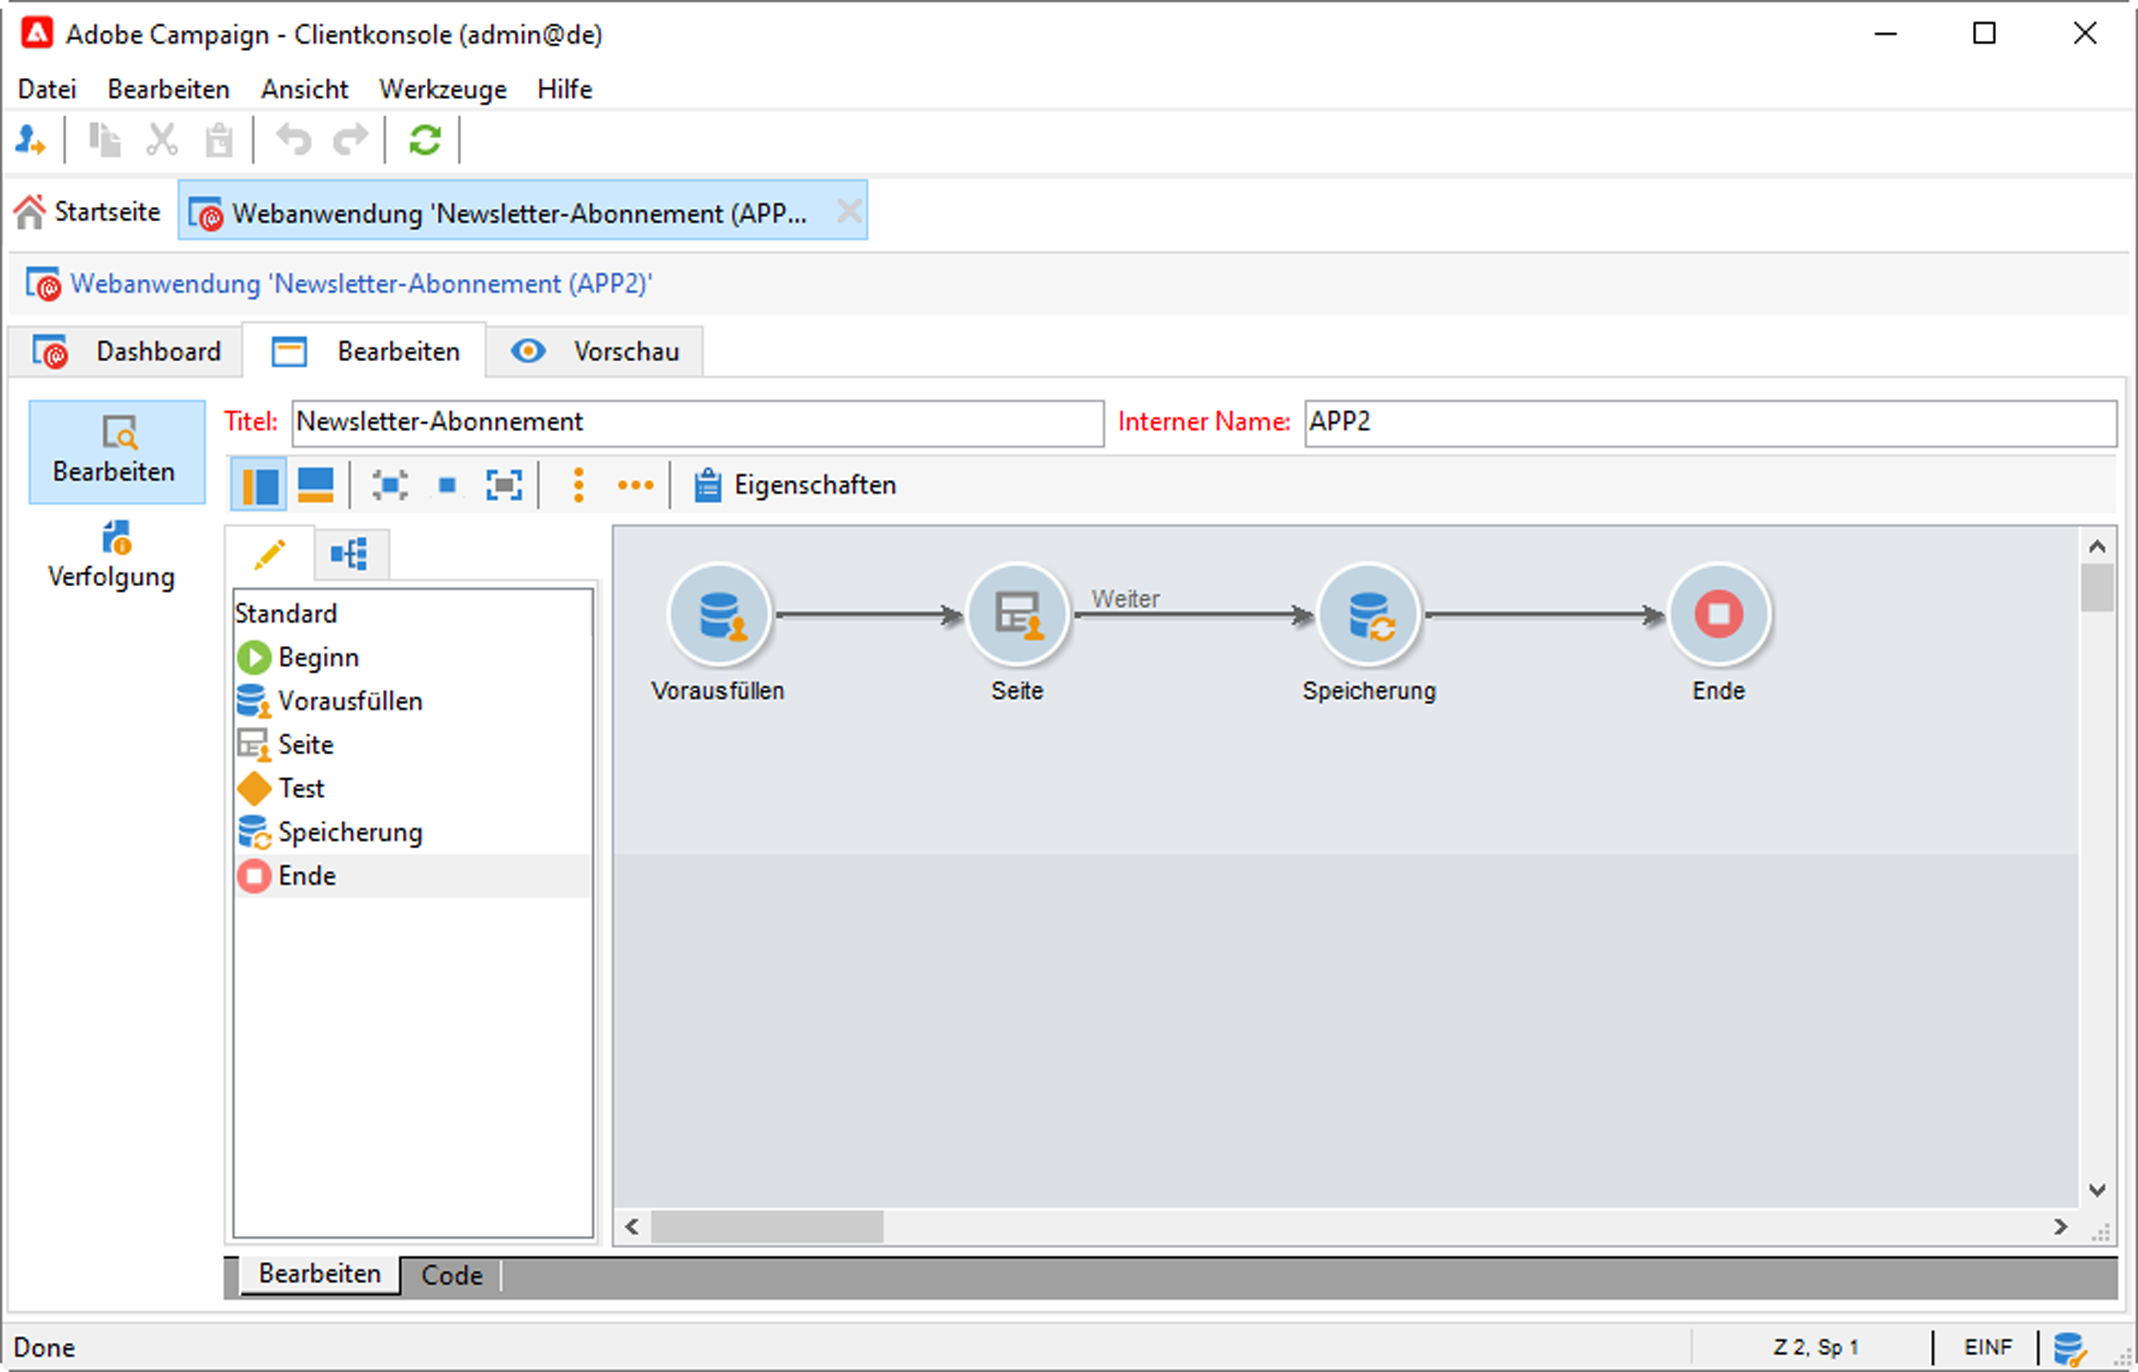 Adobe Campaign - Clientkonsole (admin@de)
Datei Bearbeiten Ansicht Werkzeuge Hilfe
Startseite Webanwendung 'Newsletter-Abonnement (APP...
Webanwendung 'Newsletter-Abonnement (APP2)'
Dashboard Bearbeiten Vorschau
Bearbeiten
Verfolgung
Titel: Newsletter-Abonnement Interner Name: APP2
Eigenschaften
Standard
Beginn
Vorausfüllen
Seite
Test
Speicherung
Ende
Weiter
Vorausfüllen Seite Speicherung Ende
Bearbeiten Code
Done Z 2, Sp 1 EINF